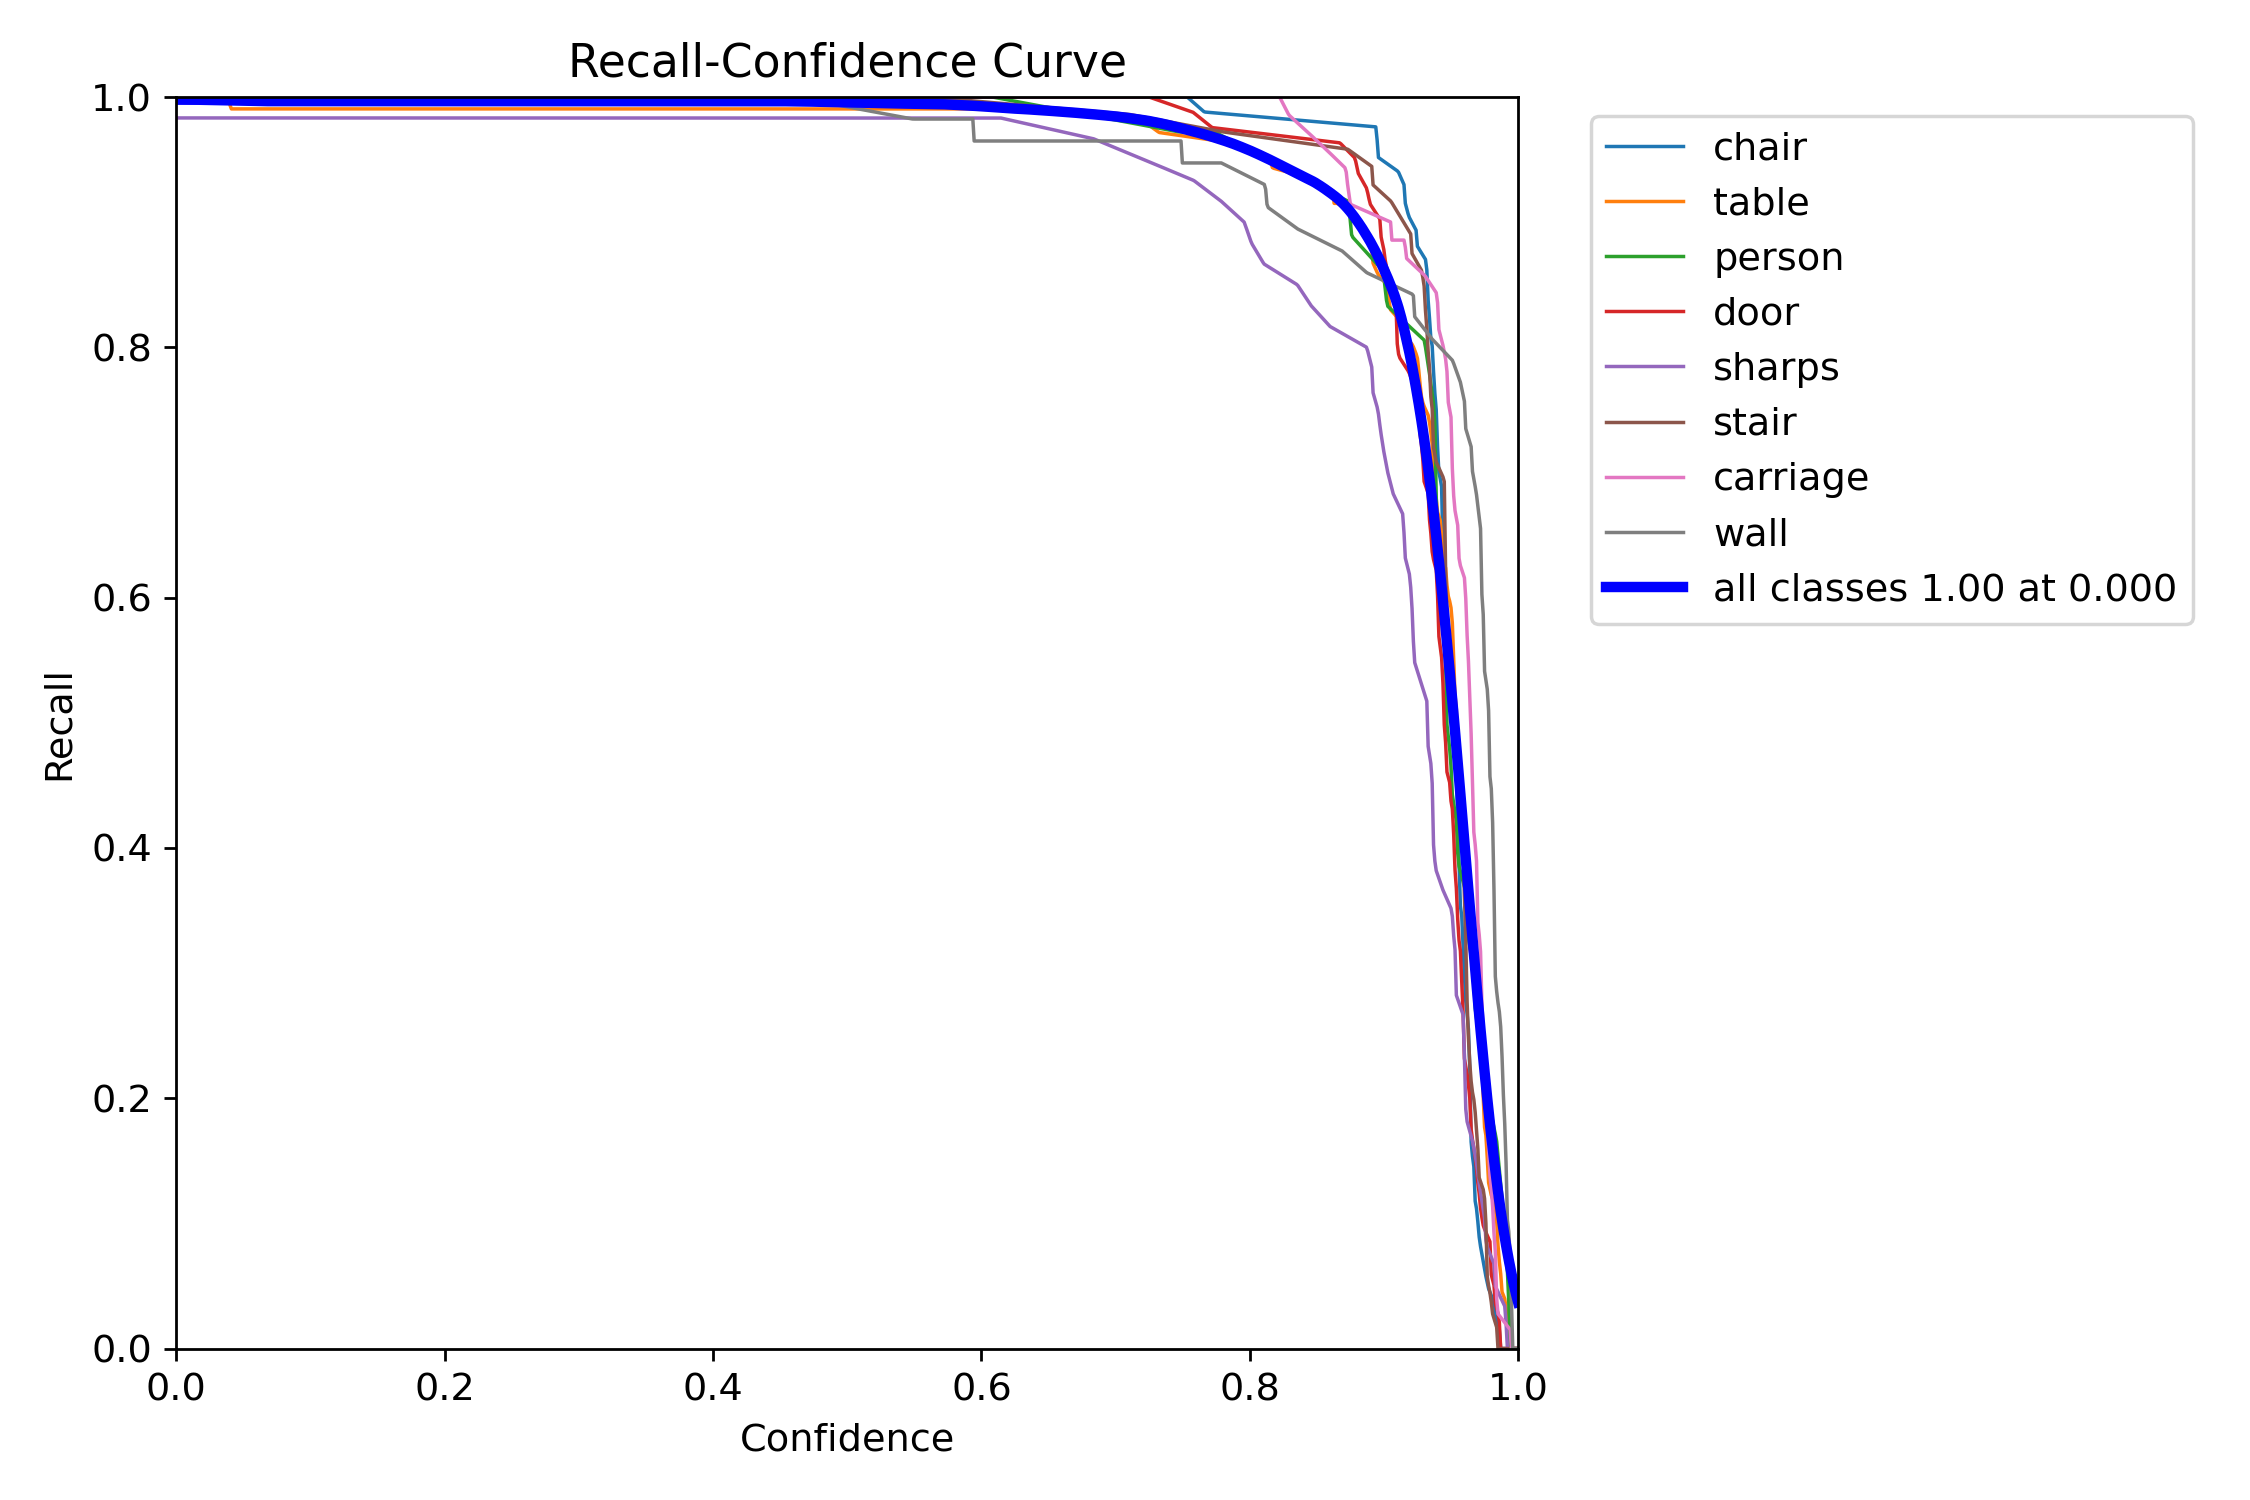 Recall-Confidence Curve
1.0
0.8
0.6
0.4
0.2
0.0
Recall
0.0 0.2 0.4 0.6 0.8 1.0
Confidence
chair
table
person
door
sharps
stair
carriage
wall
all classes 1.00 at 0.000